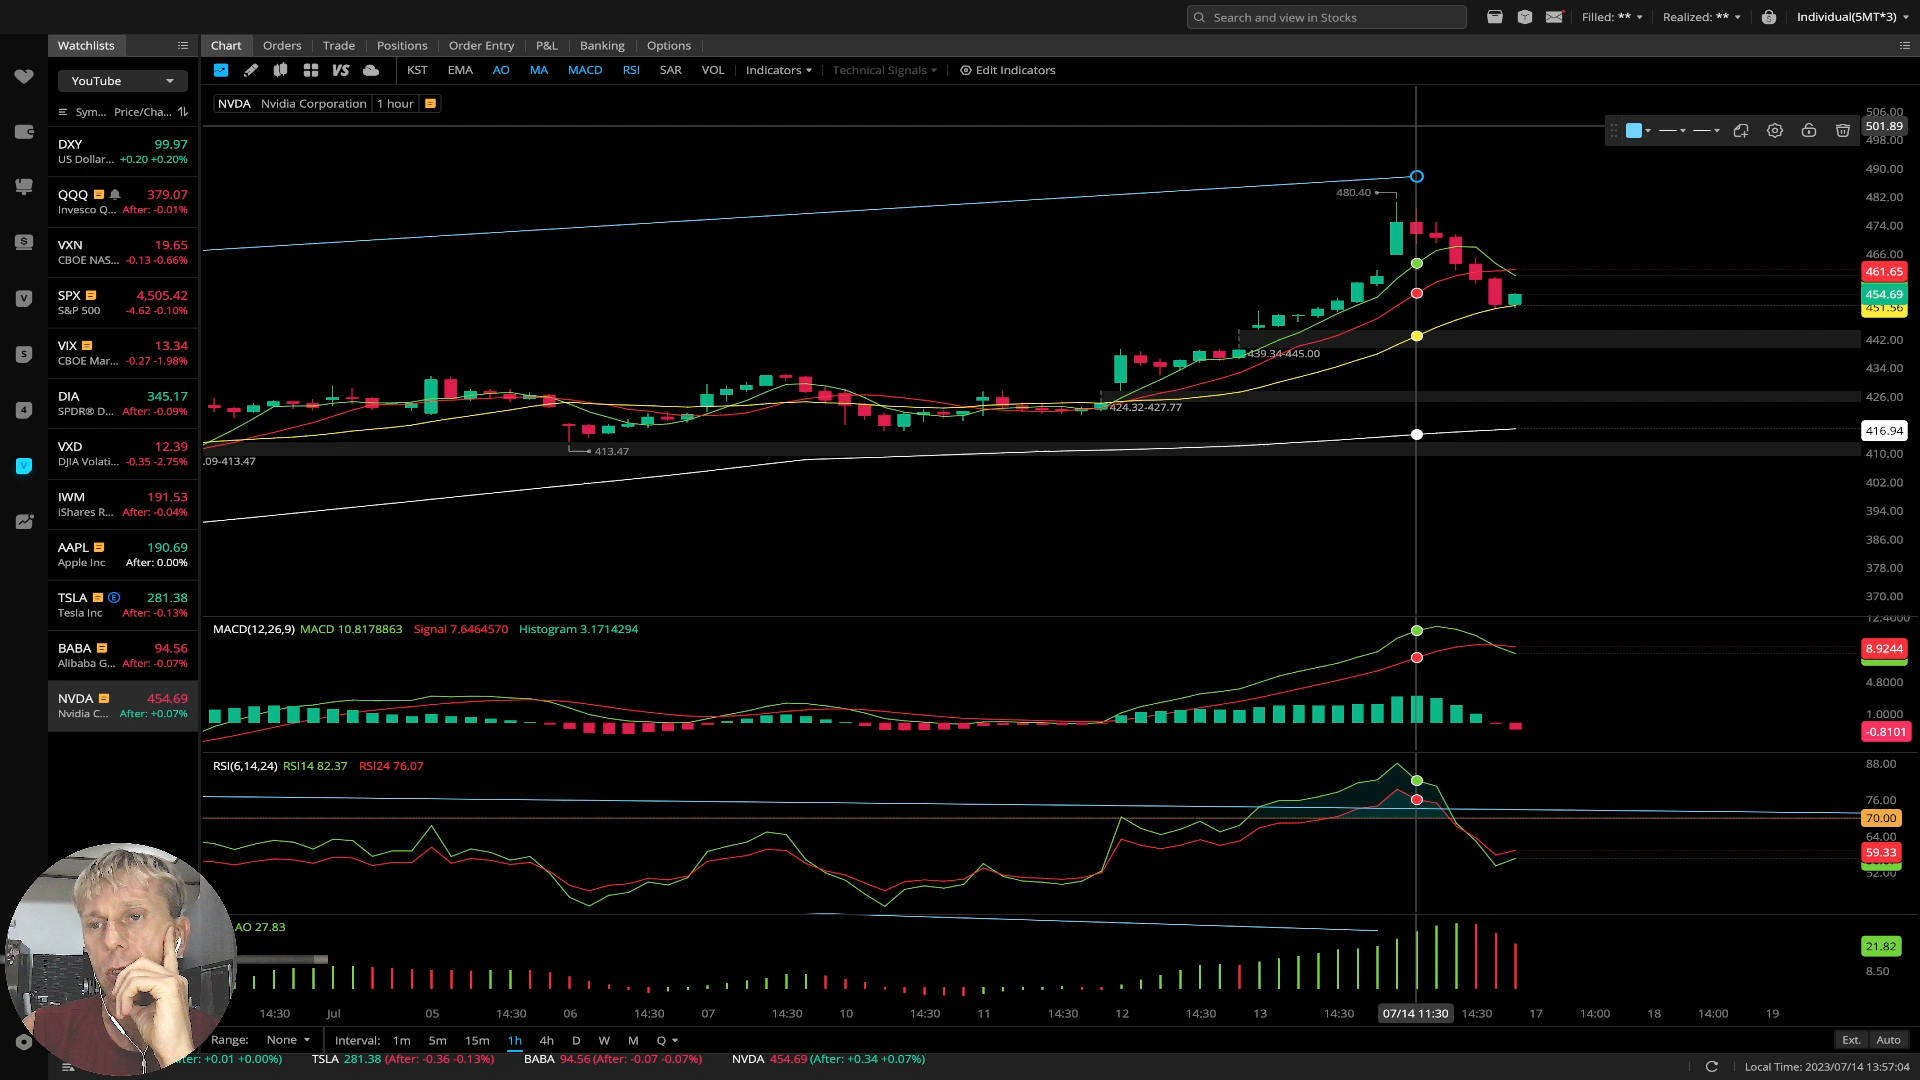 Search and view in Stocks
Filled: **
Realized: **
Individual(5MT*3)
Watchlists
Chart Orders Trade Positions Order Entry P&L Banking Options
YouTube
KST EMA AO MA MACD RSI SAR VOL Indicators Technical Signals Edit Indicators
Sym... Price/Cha...
DXY 99.97
US Dollar... +0.20 +0.20%
QQQ 379.07
Invesco Q... After: -0.01%
VXN 19.65
CBOE NAS... -0.13 -0.66%
SPX 4,505.42
S&P 500 -4.62 -0.10%
VIX 13.34
CBOE Mar... -0.27 -1.98%
DIA 345.17
SPDR® D... After: -0.09%
VXD 12.39
DJIA Volati... -0.35 -2.75%
IWM 191.53
iShares R... After: -0.04%
AAPL 190.69
Apple Inc After: 0.00%
TSLA 281.38
Tesla Inc After: -0.13%
BABA 94.56
Alibaba G... After: -0.07%
NVDA 454.69
Nvidia C... After: +0.07%
NVDA Nvidia Corporation 1 hour
480.40
439.34-445.00
424.32-427.77
413.47
.09-413.47
506.00
501.89
498.00
490.00
482.00
474.00
466.00
461.65
454.69
451.56
442.00
434.00
426.00
416.94
410.00
402.00
394.00
386.00
378.00
370.00
MACD(12,26,9) MACD 10.8178863 Signal 7.6464570 Histogram 3.1714294
12.4000
8.9244
4.8000
1.0000
-0.8101
RSI(6,14,24) RSI14 82.37 RSI24 76.07
88.00
76.00
70.00
64.00
59.33
52.00
AO 27.83
21.82
8.50
14:30 Jul 05 14:30 06 14:30 07 14:30 10 14:30 11 14:30 12 14:30 13 14:30 07/14 11:30 14:30 17 14:00 18 14:00 19
Range: None Interval: 1m 5m 15m 1h 4h D W M Q Ext. Auto
ter: +0.01 +0.00%) TSLA 281.38 (After: -0.36 -0.13%) BABA 94.56 (After: -0.07 -0.07%) NVDA 454.69 (After: +0.34 +0.07%)
Local Time: 2023/07/14 13:57:04